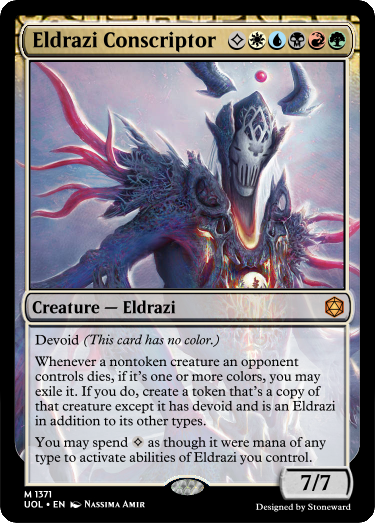 Eldrazi Conscriptor
Creature — Eldrazi
Devoid (This card has no color.)
Whenever a nontoken creature an opponent
controls dies, if it's one or more colors, you may
exile it. If you do, create a token that's a copy of
that creature except it has devoid and is an Eldrazi
in addition to its other types.
You may spend as though it were mana of any
type to activate abilities of Eldrazi you control.
7/7
M 1371
UOL • EN Nassima Amir
Designed by Stoneward